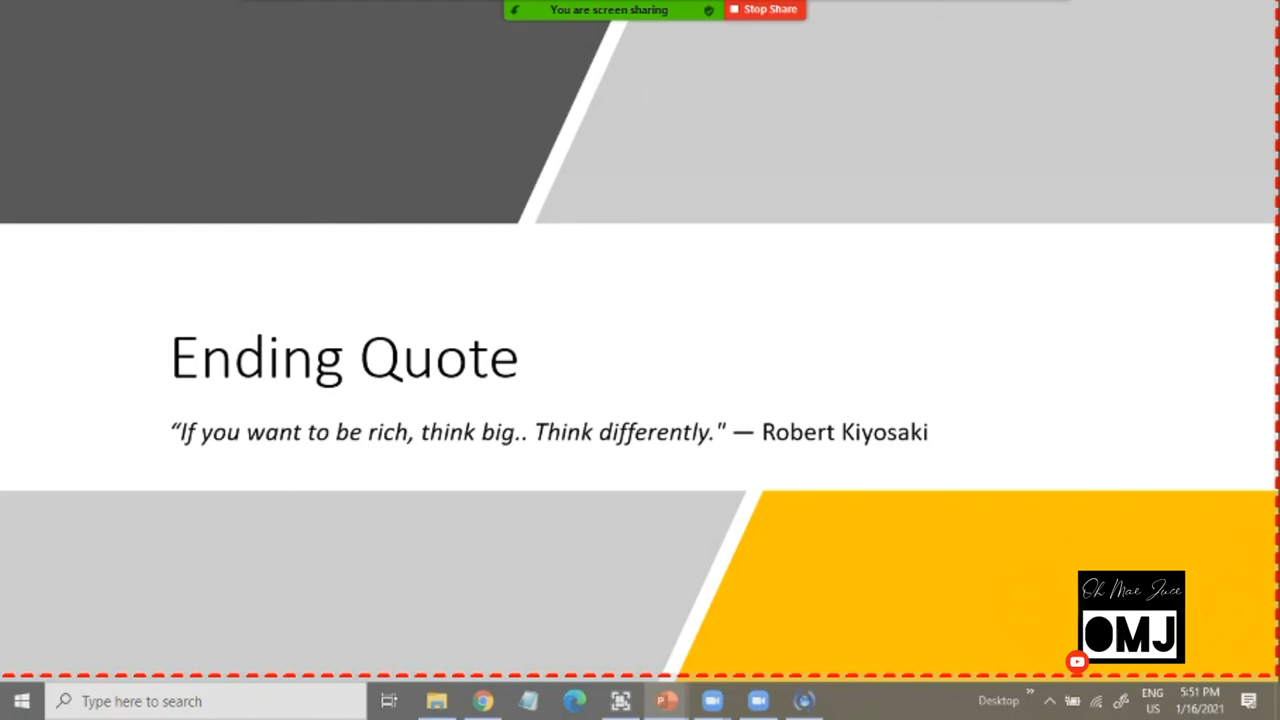 You are screen sharing
Stop Share
Ending Quote
“If you want to be rich, think big.. Think differently." — Robert Kiyosaki
Oh Mae Juce
OMJ
Type here to search
Desktop
»
ENG
US
5:51 PM
1/16/2021